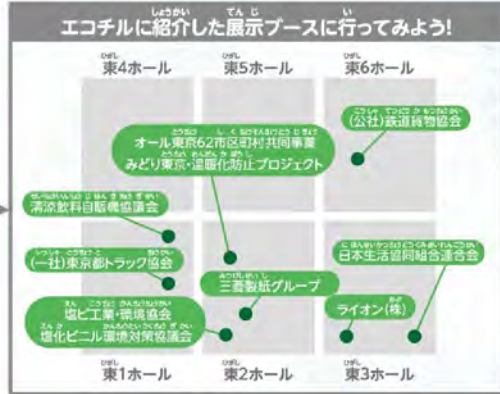 エコチルに紹介した展示ブースに行ってみよう!
東4ホール
東5ホール
東6ホール
(公社)鉄道貨物協会
オール東京62市区町村共同事業
みどり東京・温暖化防止プロジェクト
清涼飲料自販機協議会
(一社)東京都トラック協会
日本生活協同組合連合会
三菱製紙グループ
塩ビ工業・環境協会
塩化ビニル環境対策協議会
ライオン(株)
東1ホール
東2ホール
東3ホール